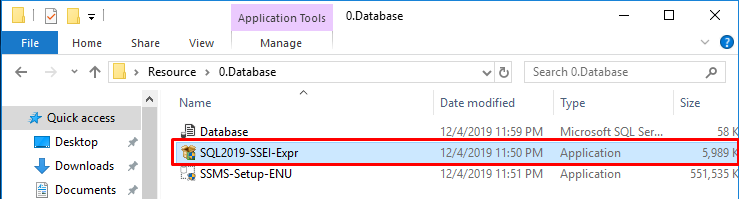 Application Tools 0.Database
File Home Share View Manage
Resource 0.Database Search 0.Database
Name Date modified Type Size
Quick access
Desktop
Downloads
Documents
Database 12/4/2019 11:59 PM Microsoft SQL Ser... 58 K
SQL2019-SSEI-Expr 12/4/2019 11:50 PM Application 5,989 K
SSMS-Setup-ENU 12/4/2019 11:51 PM Application 551,535 K